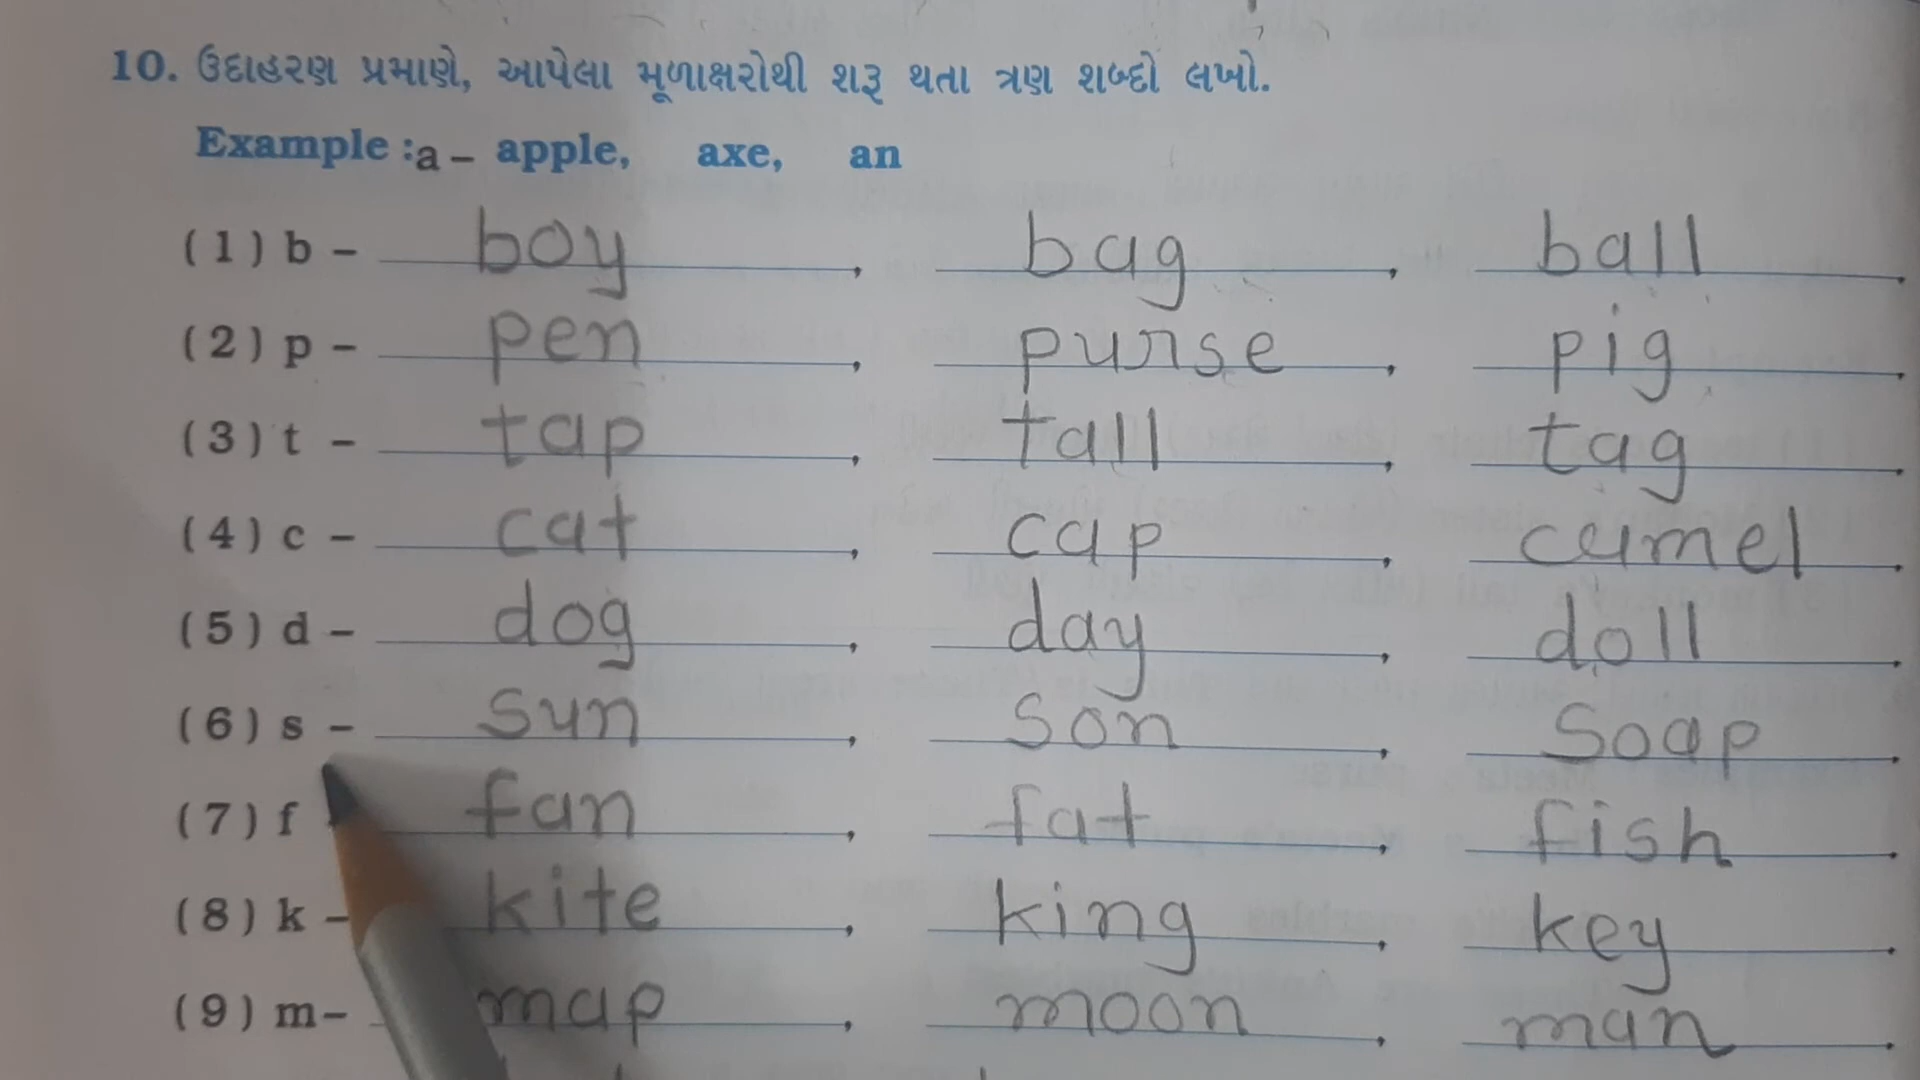 10. ઉદાહરણ પ્રમાણે, આપેલા મૂળાક્ષરોથી શરૂ થતા ત્રણ શબ્દો લખો.
Example :a – apple, axe, an
(1) b – boy, bag, ball.
(2) p – pen, purse, pig.
(3) t – tap, tall, tag.
(4) c – cat, cap, camel.
(5) d – dog, day, doll.
(6) s – sun, son, soap.
(7) f fan, fat, fish.
(8) k – kite, king, key.
(9) m– map, moon, man.